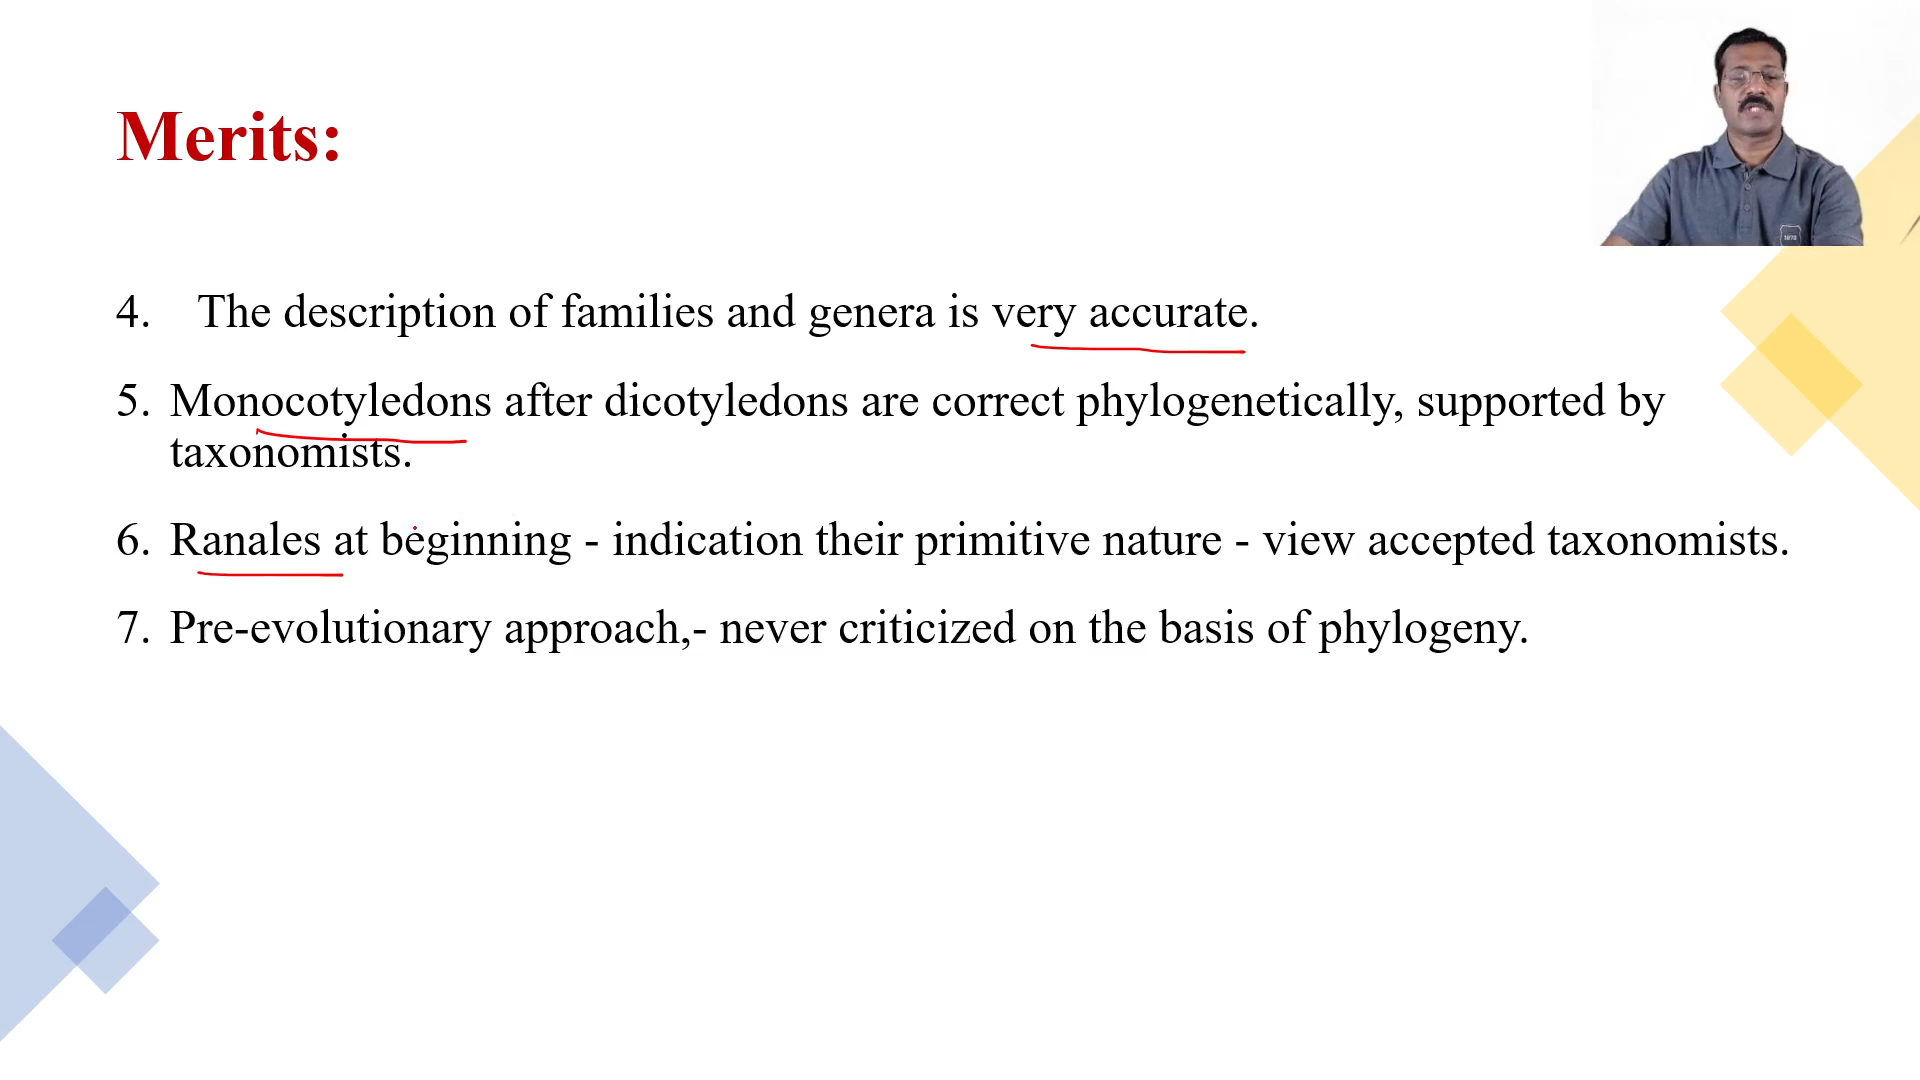 Merits:
4. The description of families and genera is very accurate.
5. Monocotyledons after dicotyledons are correct phylogenetically, supported by
taxonomists.
6. Ranales at beginning - indication their primitive nature - view accepted taxonomists.
7. Pre-evolutionary approach,- never criticized on the basis of phylogeny.